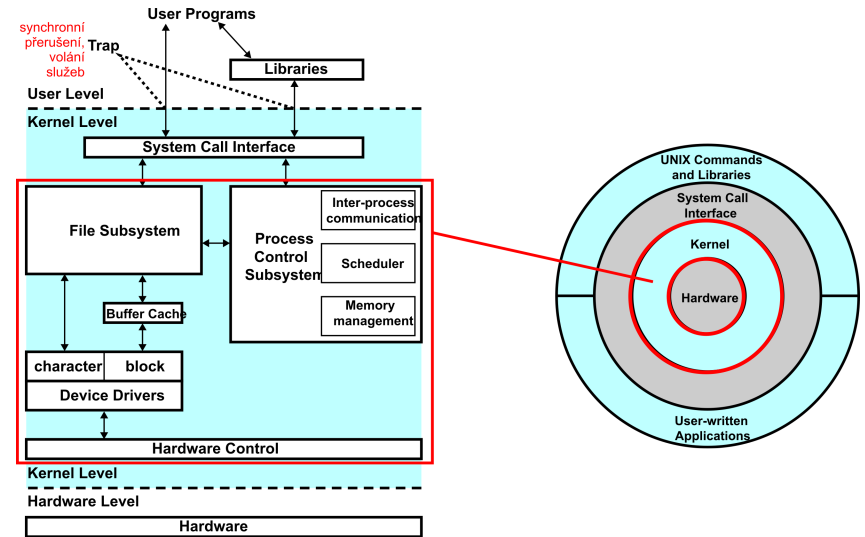 User Programs
synchronní
přerušení,
volání
služeb
Trap
Libraries
User Level
Kernel Level
System Call Interface
File Subsystem
Process
Control
Subsystem
Inter-process
communication
Scheduler
Memory
management
Buffer Cache
character
block
Device Drivers
Hardware Control
Kernel Level
Hardware Level
Hardware
UNIX Commands
and Libraries
System Call
Interface
Kernel
Hardware
User-written
Applications